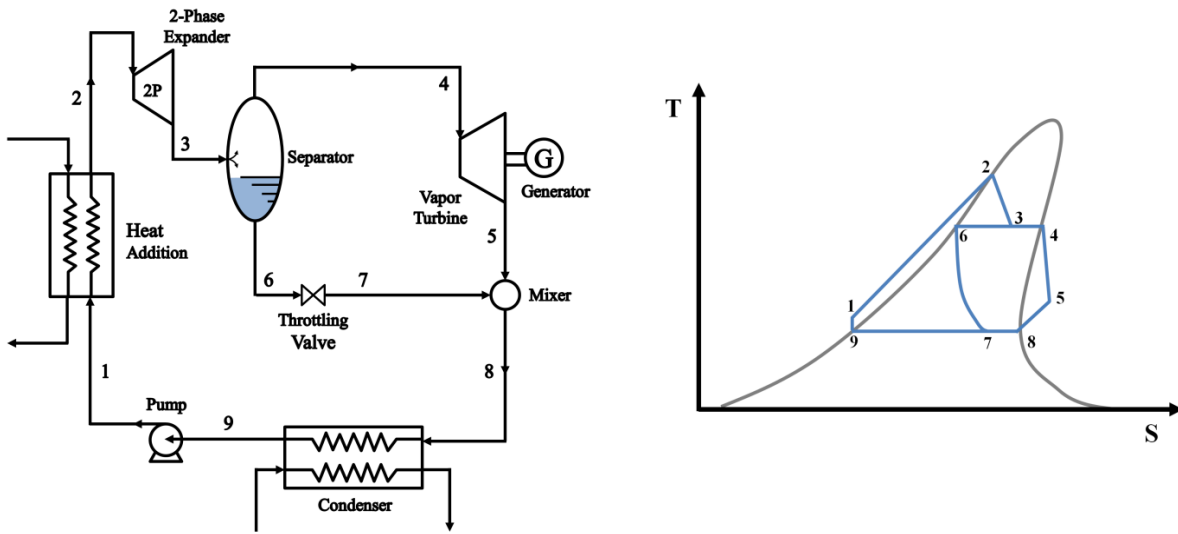 2-Phase
Expander
2P
2
3
4
Separator
G
Generator
Vapor
Turbine
Heat
Addition
5
6
7
Mixer
Throttling
Valve
8
1
Pump
9
Condenser
T
2
3
4
6
1
5
9
7
8
S